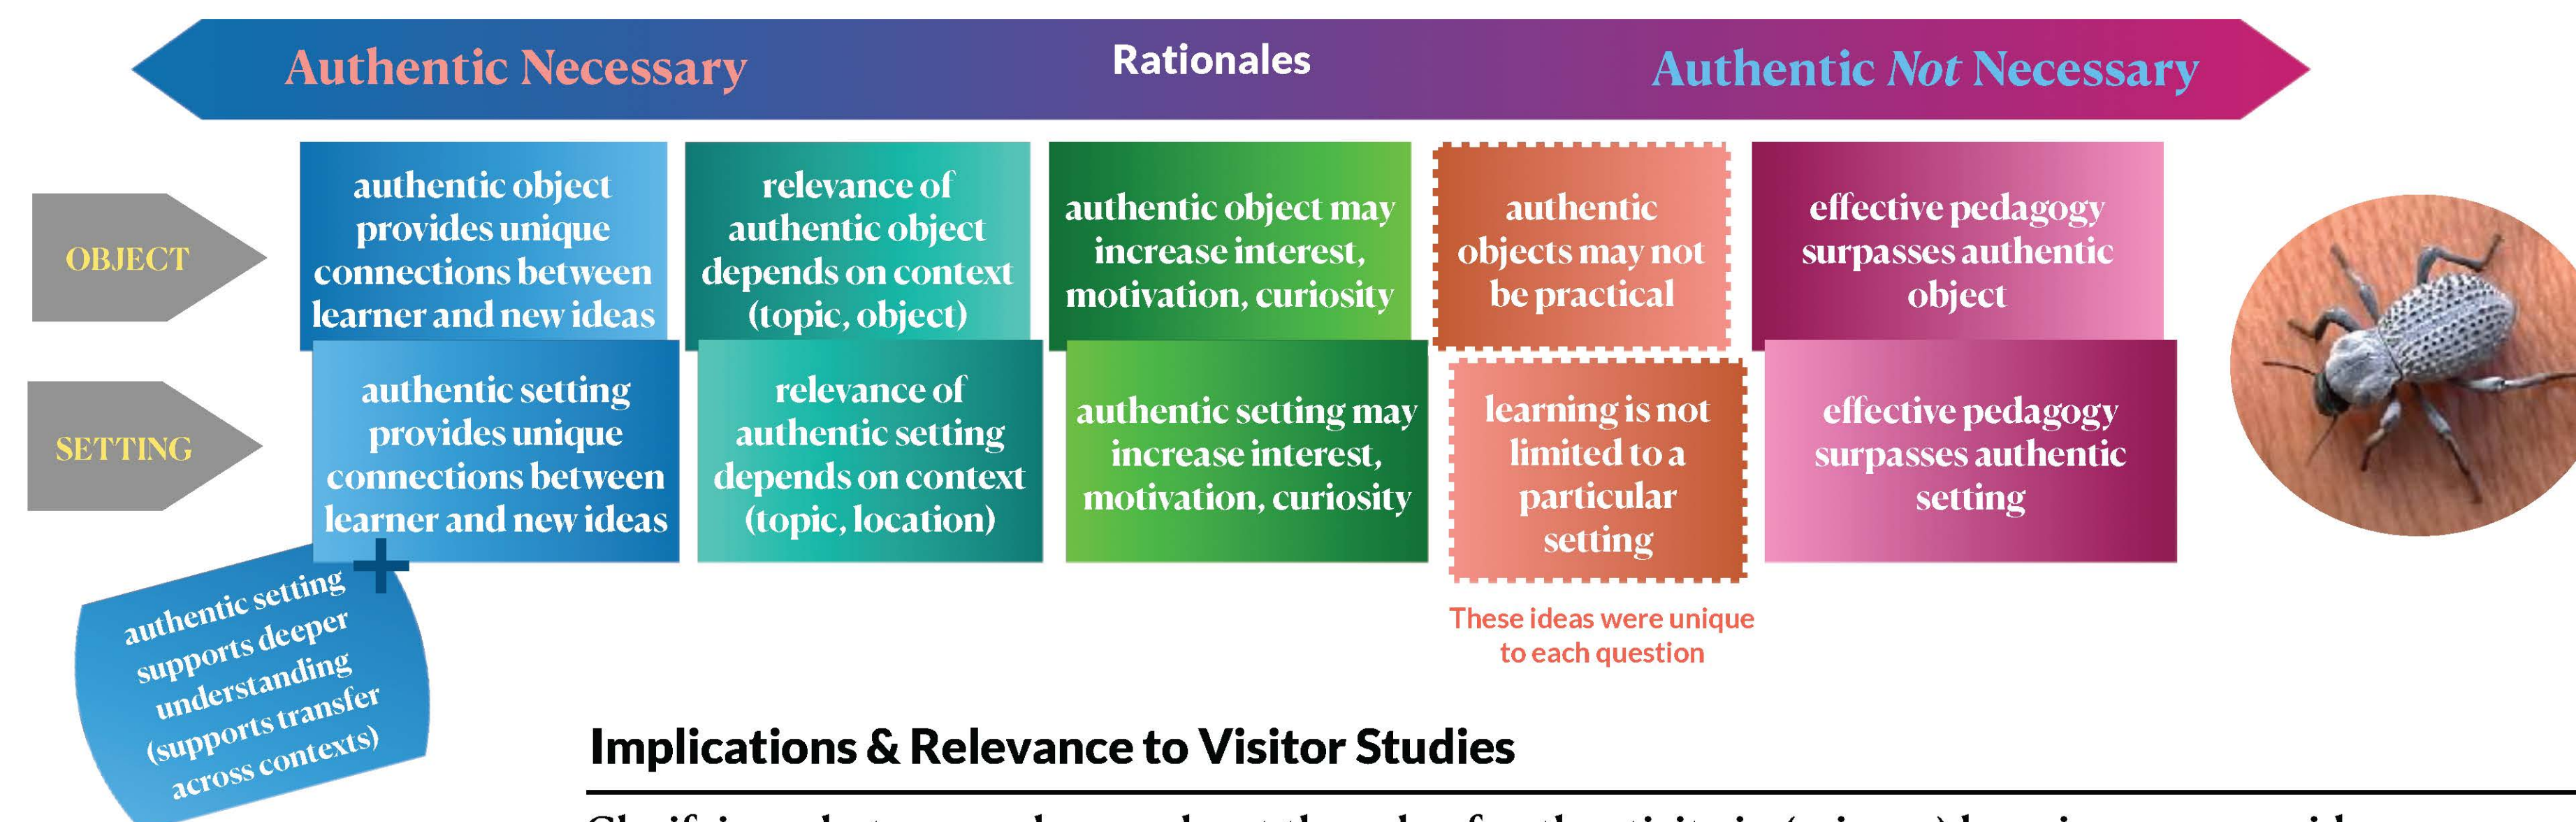 Authentic Necessary
Rationales
Authentic Not Necessary
OBJECT
authentic object
provides unique
connections between
learner and new ideas
relevance of
authentic object
depends on context
(topic, object)
authentic object may
increase interest,
motivation, curiosity
authentic
objects may not
be practical
effective pedagogy
surpasses authentic
object
SETTING
authentic setting
provides unique
connections between
learner and new ideas
relevance of
authentic setting
depends on context
(topic, location)
authentic setting may
increase interest,
motivation, curiosity
learning is not
limited to a
particular
setting
effective pedagogy
surpasses authentic
setting
+
authentic setting
supports deeper
understanding
(supports transfer
across contexts)
These ideas were unique
to each question
Implications & Relevance to Visitor Studies